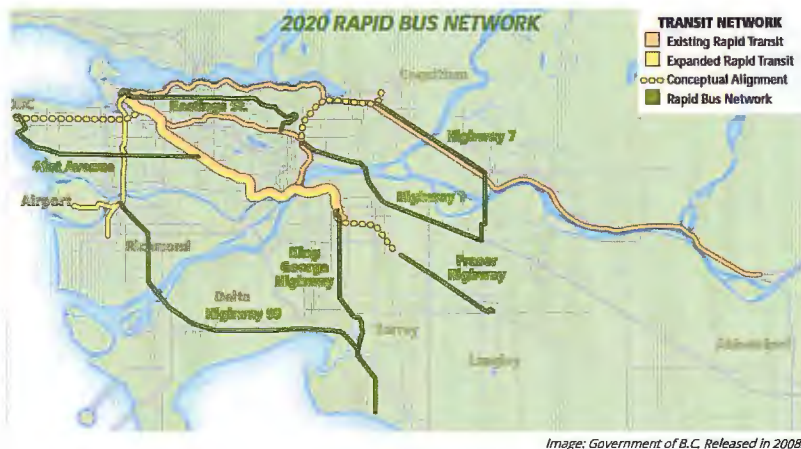 2020 RAPID BUS NETWORK
TRANSIT NETWORK
Existing Rapid Transit
Expanded Rapid Transit
Conceptual Alignment
Rapid Bus Network
Coquitlam
UBC
Hastings St.
Highway 7
41st Avenue
Airport
Highway 1
Richmond
King
George
Highway
Fraser
Highway
Delta
Highway 99
Surrey
Langley
Abbotsford
Image: Government of B.C, Released in 2008